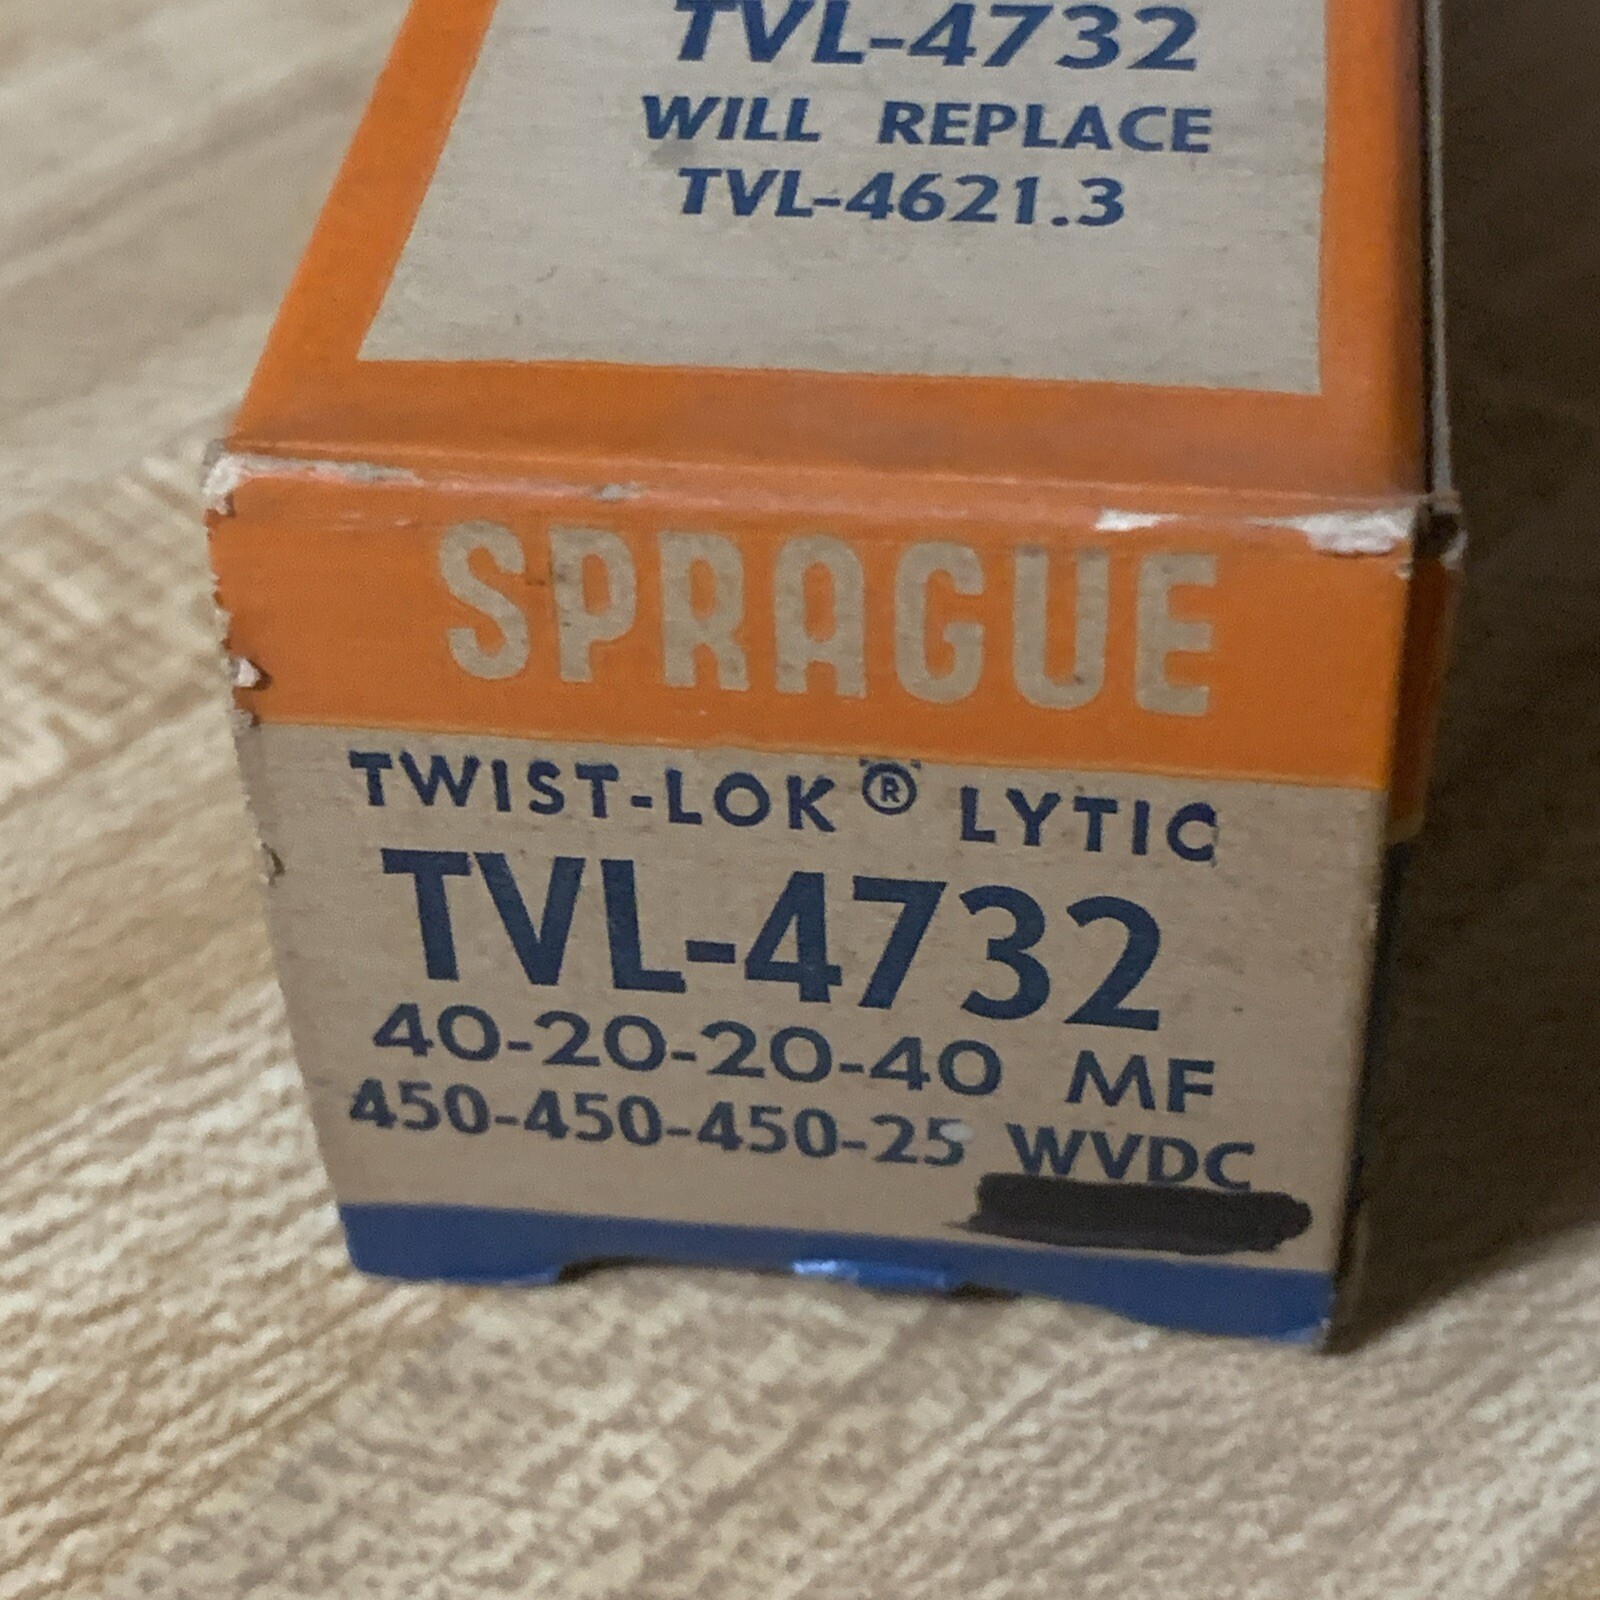 TVL-4732
WILL REPLACE
TVL-4621.3
SPRAGUE
TWIST-LOK® LYTIC
TVL-4732
40-20-20-40 MF
450-450-450-25 WVDC